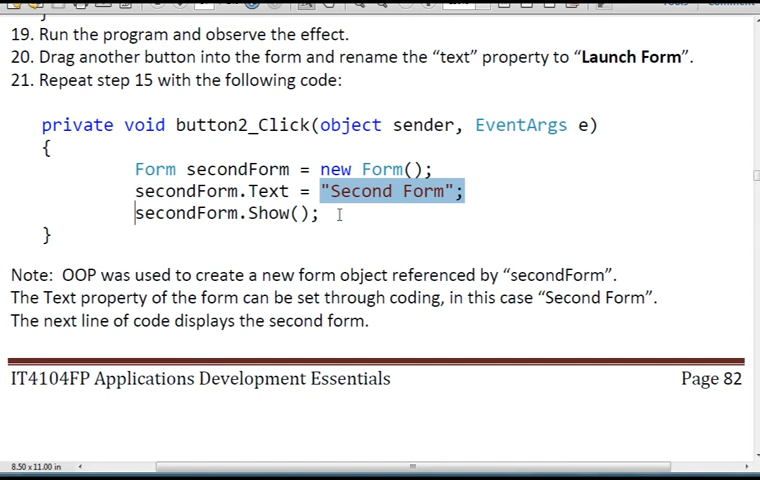 19. Run the program and observe the effect.
20. Drag another button into the form and rename the “text” property to “Launch Form”.
21. Repeat step 15 with the following code:
private void button2_Click(object sender, EventArgs e)
{
Form secondForm = new Form();
secondForm.Text = "Second Form";
secondForm.Show();
}
Note: OOP was used to create a new form object referenced by “secondForm”.
The Text property of the form can be set through coding, in this case “Second Form”.
The next line of code displays the second form.
IT4104FP Applications Development Essentials Page 82
8.50 x 11.00 in